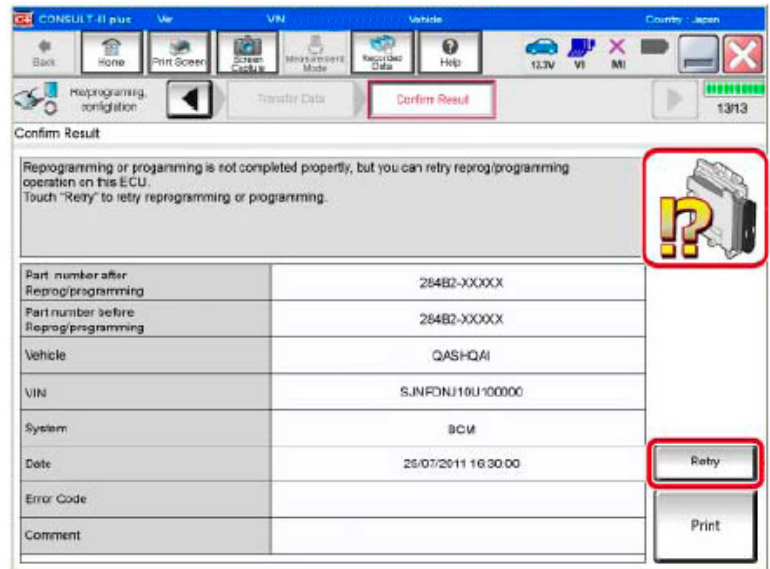 CONSULT-III plus Ver VIN Vehicle Country : Japan
Back Home Print Screen Screen Capture Measurement Mode Recorded Data Help 12.3V VI MI
Reprograming, configlation Transfer Data Confirm Result 13/13
Confirm Result
Reprogramming or progamming is not completed propertly, but you can retry reprog/programming
operation on this ECU.
Touch "Retry" to retry reprogramming or programming.
!?
Part number after
Reprog/programming 284B2-XXXXX
Part number before
Reprog/programming 284B2-XXXXX
Vehicle QASHQAI
VIN SJNFDNJ10U100000
System BCM
Date 26/07/2011 16:30:00
Retry
Error Code
Comment
Print